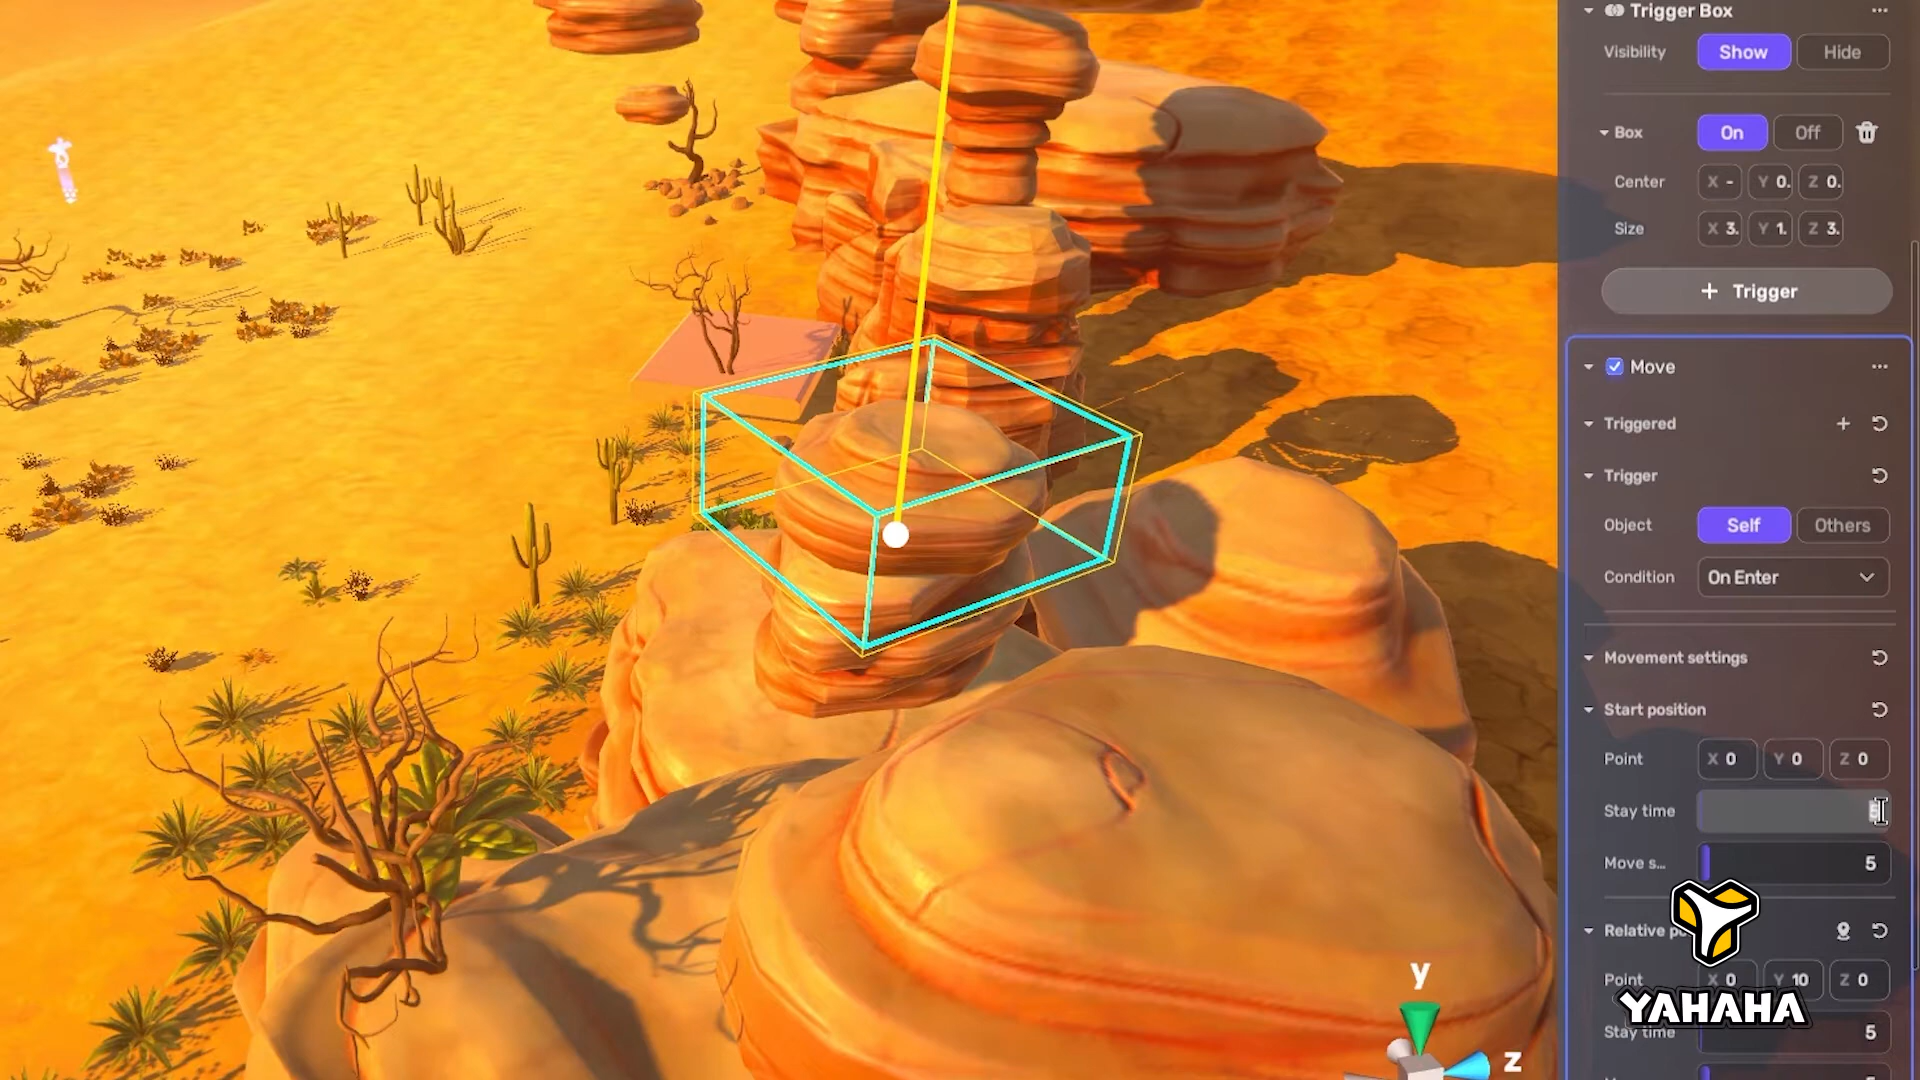 Trigger Box
Visibility Show Hide
Box On Off
Center X - Y 0. Z 0.
Size X 3. Y 1. Z 3.
+ Trigger
Move
Triggered
Trigger
Object Self Others
Condition On Enter
Movement settings
Start position
Point X 0 Y 0 Z 0
Stay time
Move s... 5
Relative
Point X 0 Y 10 Z 0
YAHAHA
Stay time 5
y
z